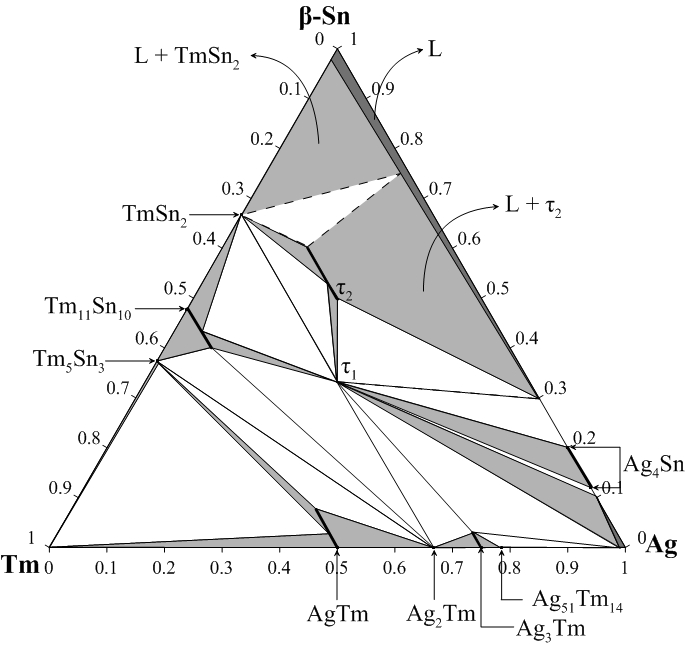 β-Sn
0 1
L + TmSn₂
L
0.1 0.9
0.2 0.8
0.3 0.7
TmSn₂
L + τ₂
0.4 0.6
0.5 τ₂ 0.5
Tm₁₁Sn₁₀
0.6 0.4
Tm₅Sn₃
τ₁
0.7 0.3
0.8 0.2
Ag₄Sn
0.9 0.1
1 0
Tm Ag
0 0.1 0.2 0.3 0.4 0.5 0.6 0.7 0.8 0.9 1
AgTm Ag₂Tm Ag₅₁Tm₁₄
Ag₃Tm